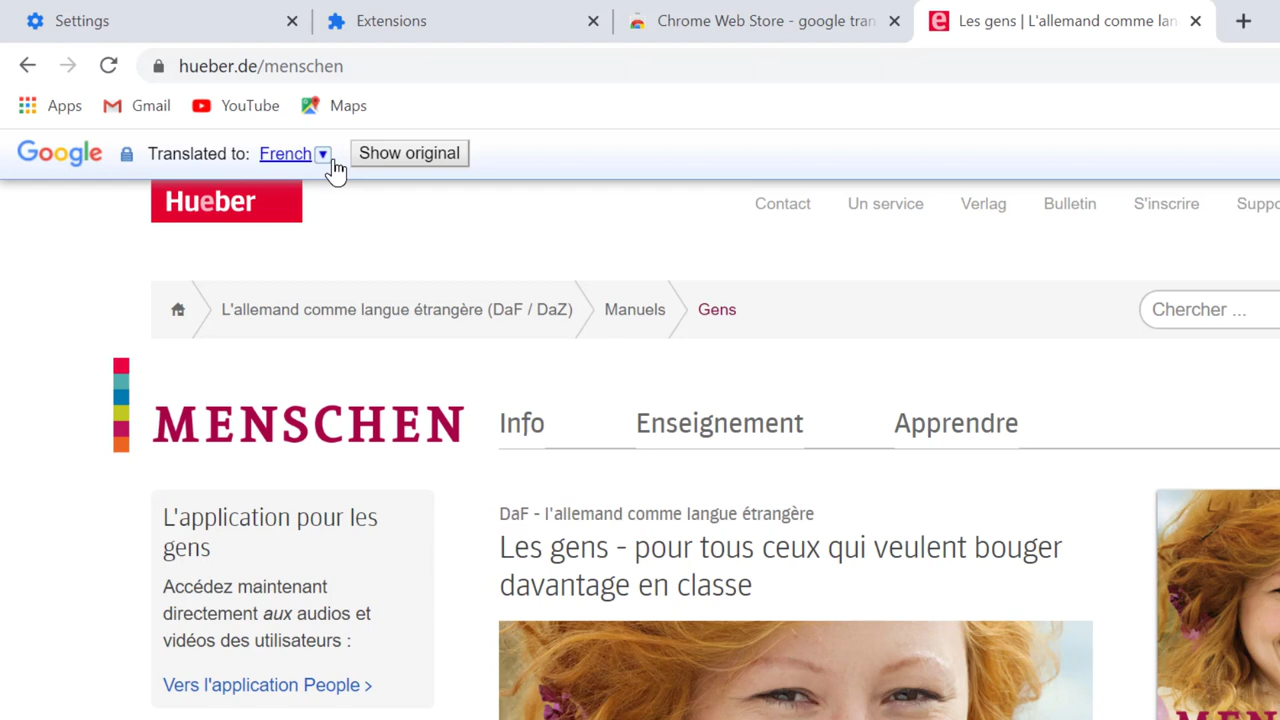 Settings
Extensions
Chrome Web Store - google tran
Les gens | L'allemand comme lan
hueber.de/menschen
Apps
Gmail
YouTube
Maps
Google Translated to: French Show original
Hueber
Contact
Un service
Verlag
Bulletin
S'inscrire
Suppo
L'allemand comme langue étrangère (DaF / DaZ)
Manuels
Gens
Chercher ...
MENSCHEN
Info
Enseignement
Apprendre
L'application pour les
gens
Accédez maintenant
directement aux audios et
vidéos des utilisateurs :
Vers l'application People >
DaF - l'allemand comme langue étrangère
Les gens - pour tous ceux qui veulent bouger
davantage en classe